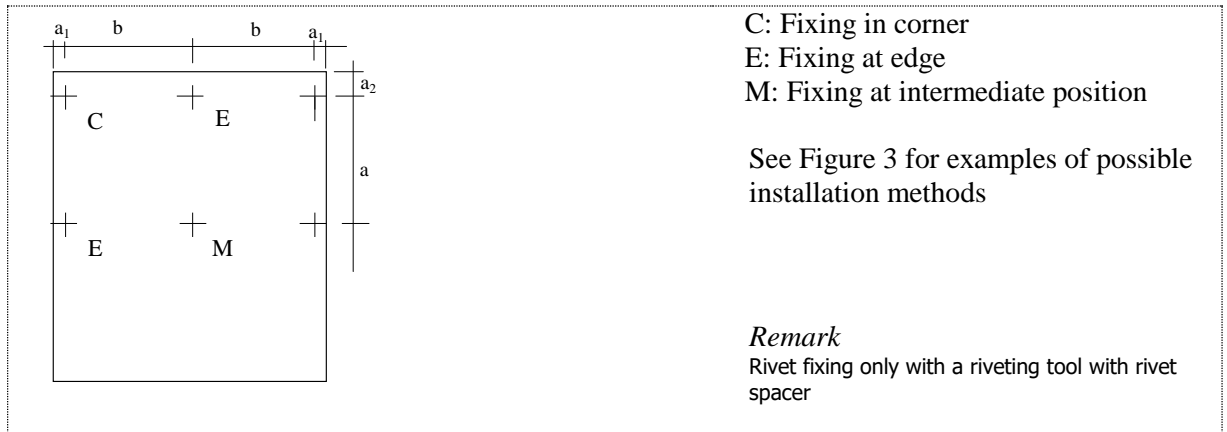 a1 b b a1
a2
C E
a
E M
C: Fixing in corner
E: Fixing at edge
M: Fixing at intermediate position
See Figure 3 for examples of possible
installation methods
Remark
Rivet fixing only with a riveting tool with rivet
spacer